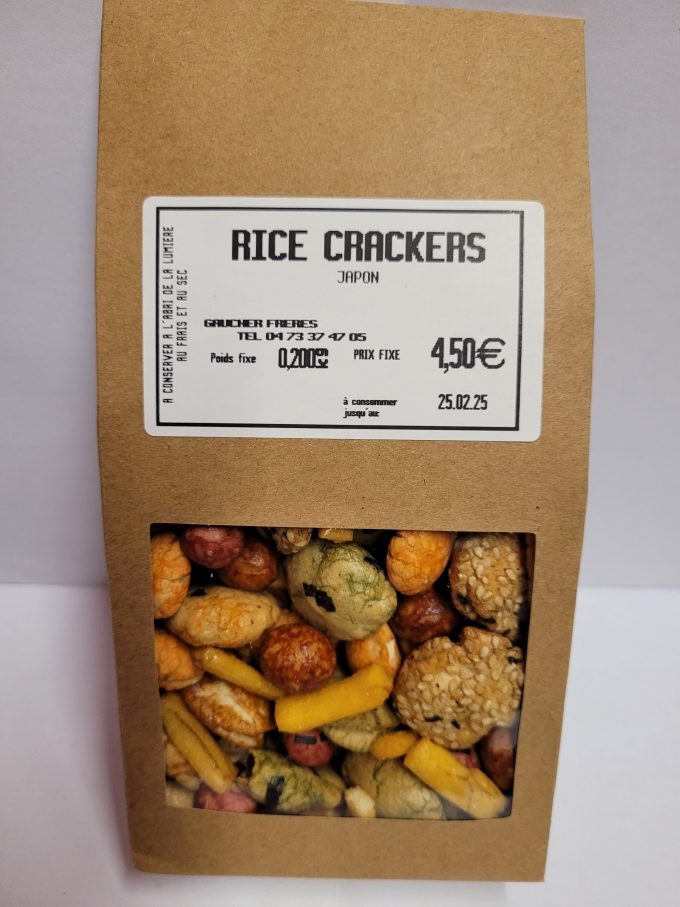 RICE CRACKERS
JAPON
A CONSERVER A L'ABRI DE LA LUMIERE
AU FRAIS ET AU SEC
GAUCHER FRERES
TEL 04 73 37 47 05
Poids fixe 0,200KG PRIX FIXE 4,50€
à consommer
jusqu'au: 25.02.25